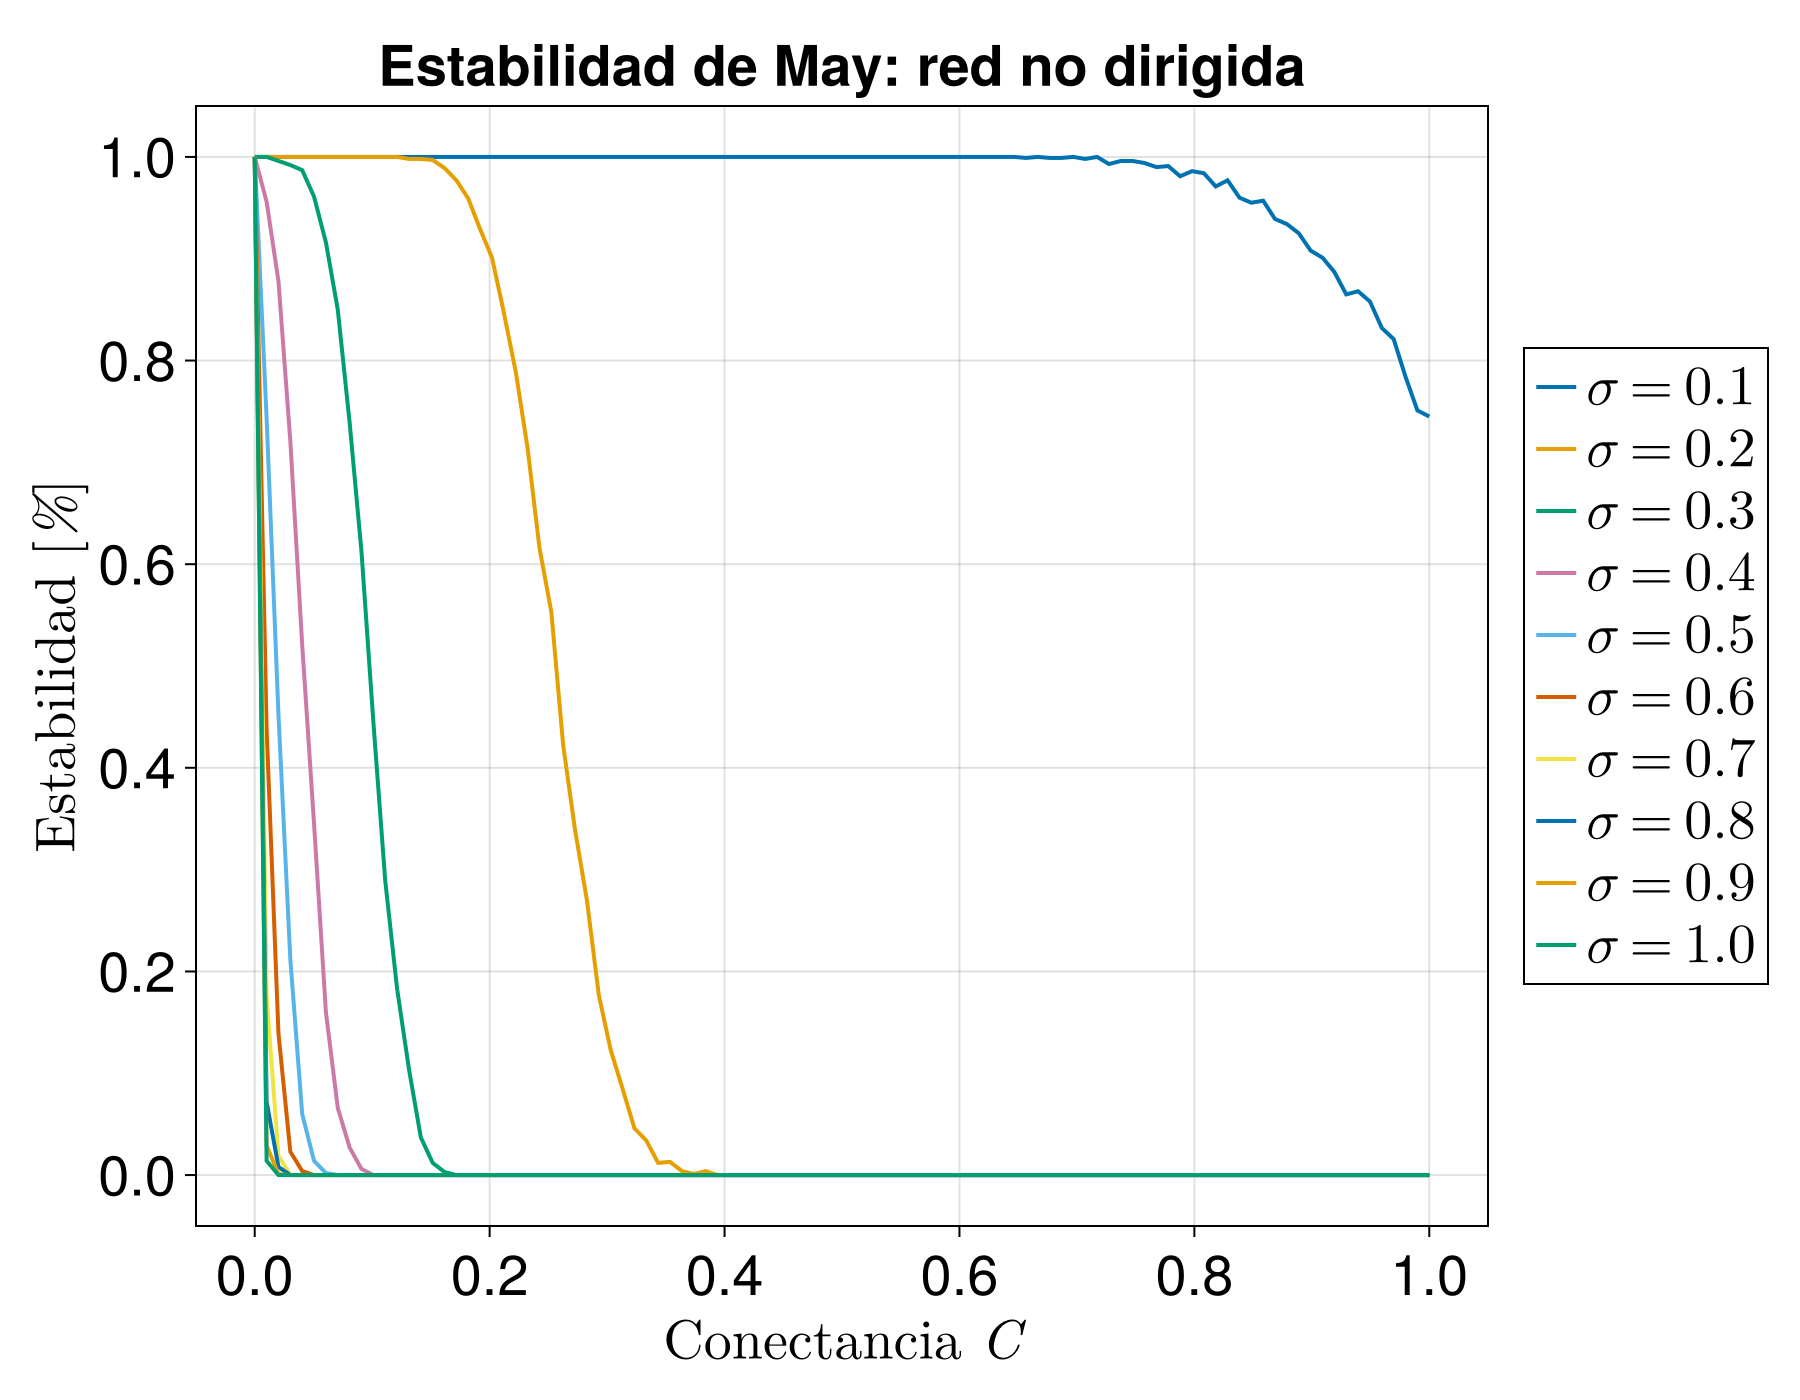 Estabilidad de May: red no dirigida
Estabilidad [%]
1.0
0.8
0.6
0.4
0.2
0.0
0.0 0.2 0.4 0.6 0.8 1.0
Conectancia C
σ = 0.1
σ = 0.2
σ = 0.3
σ = 0.4
σ = 0.5
σ = 0.6
σ = 0.7
σ = 0.8
σ = 0.9
σ = 1.0